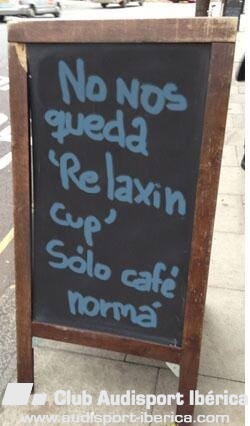 No nos
queda
'Relaxin
cup'
Sólo café
normá
Club Audisport Ibérica
www.audisport-iberica.com